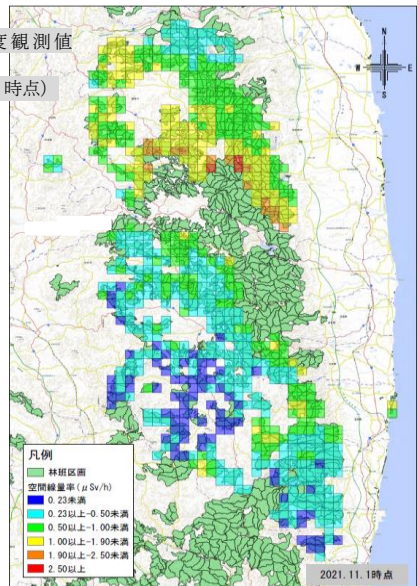 度観測値
時点)
N
W E
S
凡例
林班区画
空間線量率(μSv/h)
0.23未満
0.23以上-0.50未満
0.50以上-1.00未満
1.00以上-1.90未満
1.90以上-2.50未満
2.50以上
2021.11.1時点